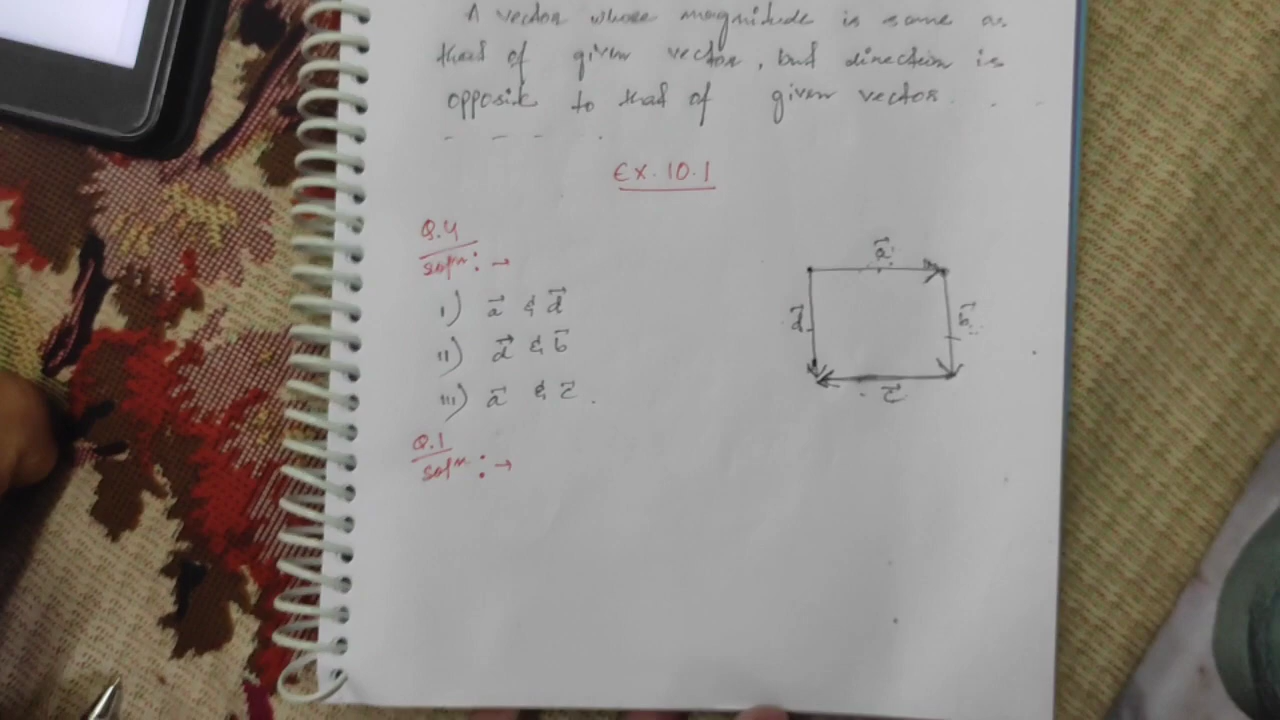 A vector whose magnitude is same as
that of given vector, but direction is
opposite to that of given vector.
Ex. 10.1
Q.4
Solⁿ: →
i) a⃗ & d⃗
ii) d⃗ & b⃗
iii) a⃗ & c⃗.
a⃗
d⃗
b⃗
c⃗
Q.1
Solⁿ: →